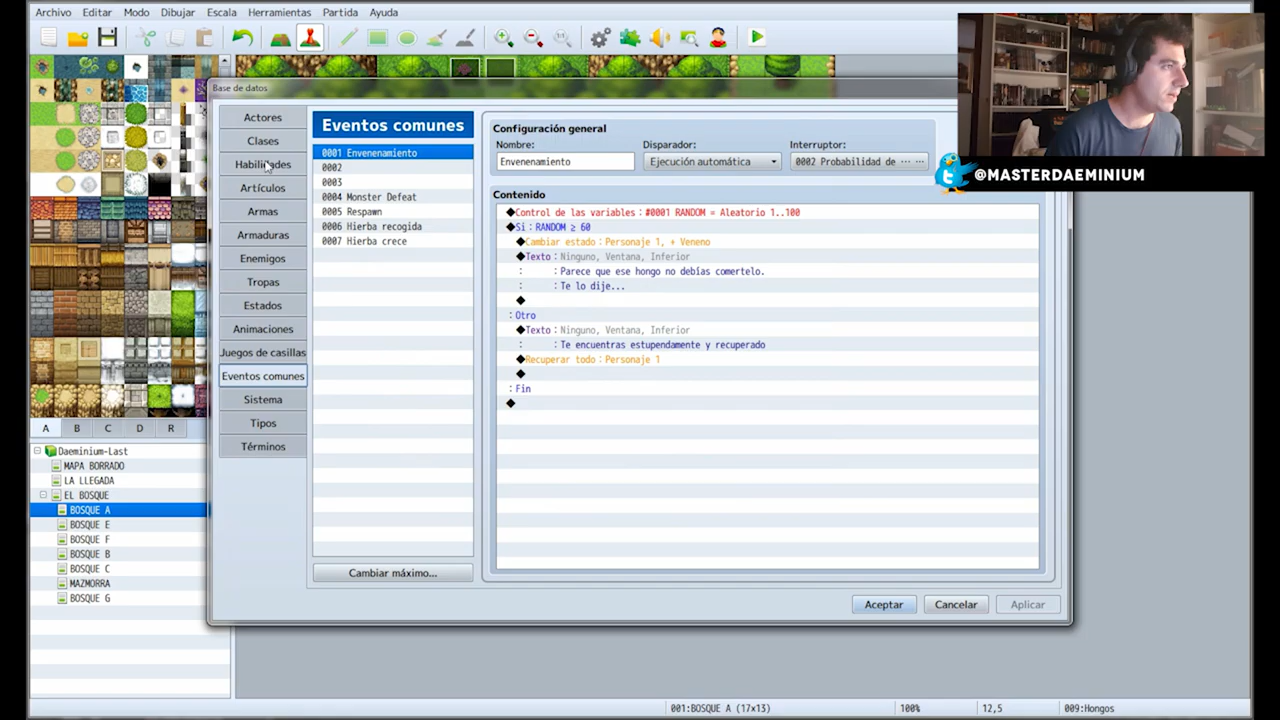 Archivo Editar Modo Dibujar Escala Herramientas Partida Ayuda
Base de datos
Actores
Clases
Habilidades
Artículos
Armas
Armaduras
Enemigos
Tropas
Estados
Animaciones
Juegos de casillas
Eventos comunes
Sistema
Tipos
Términos
Eventos comunes
0001 Envenenamiento
0002
0003
0004 Monster Defeat
0005 Respawn
0006 Hierba recogida
0007 Hierba crece
Cambiar máximo...
Configuración general
Nombre: Disparador: Interruptor:
Envenenamiento Ejecución automática 0002 Probabilidad de ... ...
Contenido
◆Control de las variables：#0001 RANDOM = Aleatorio 1..100
◆Si：RANDOM ≥ 60
◆Cambiar estado：Personaje 1, + Veneno
◆Texto：Ninguno, Ventana, Inferior
：Parece que ese hongo no debías comertelo.
：Te lo dije...
◆
：Otro
◆Texto：Ninguno, Ventana, Inferior
：Te encuentras estupendamente y recuperado
◆Recuperar todo：Personaje 1
◆
：Fin
◆
Aceptar Cancelar Aplicar
@MASTERDAEMINIUM
A B C D R
Daeminium-Last
MAPA BORRADO
LA LLEGADA
EL BOSQUE
BOSQUE A
BOSQUE E
BOSQUE F
BOSQUE B
BOSQUE C
MAZMORRA
BOSQUE G
001:BOSQUE A (17x13) 100% 12,5 009:Hongos